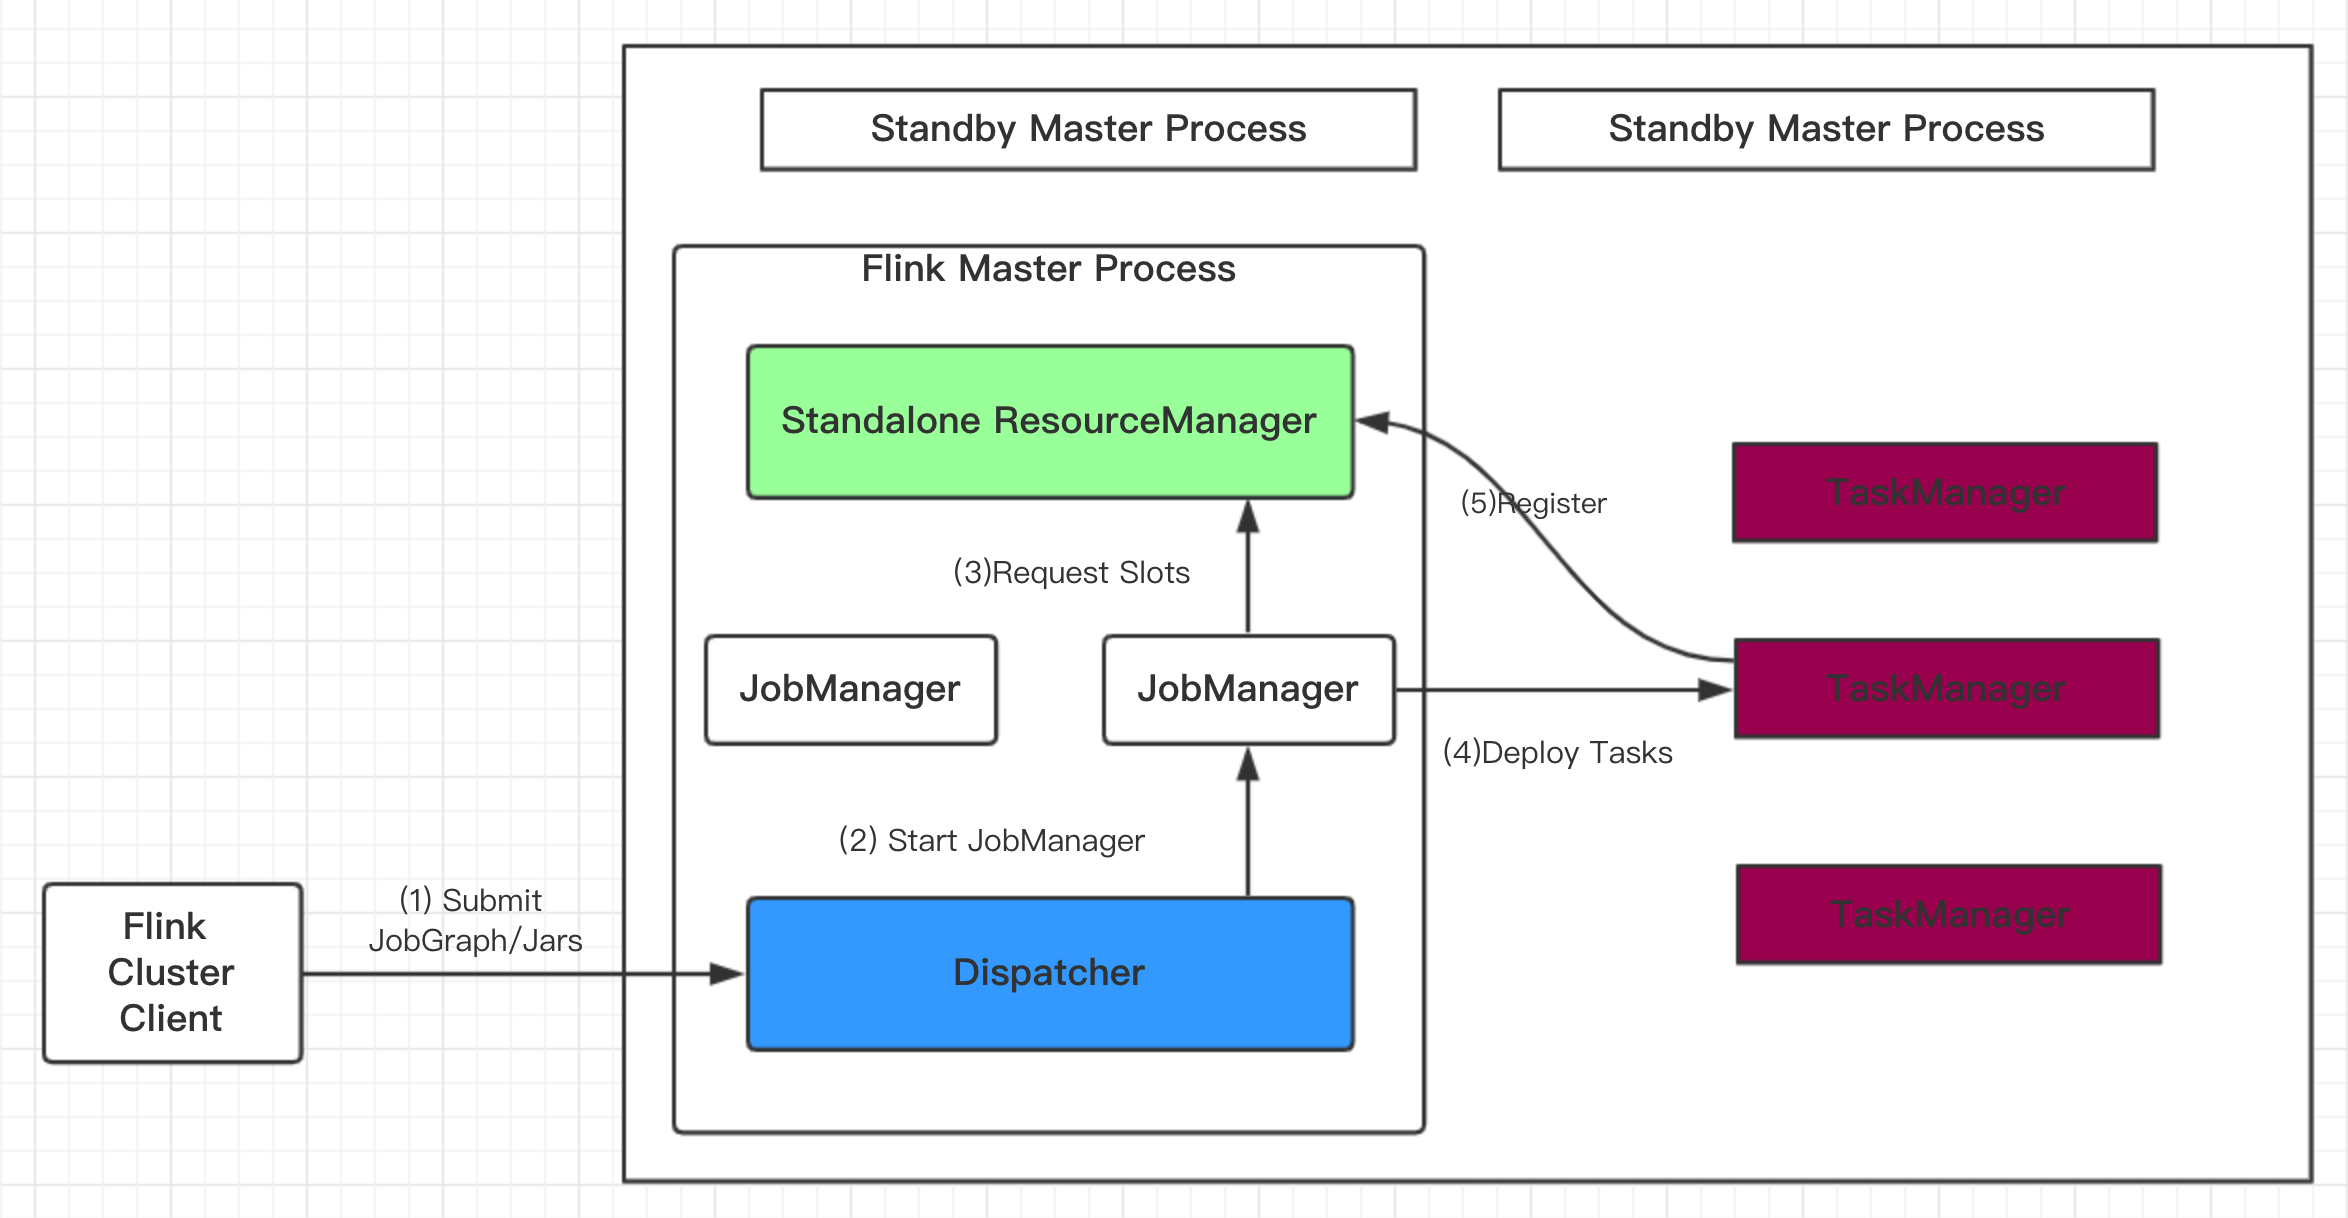 Standby Master Process
Standby Master Process
Flink Master Process
Standalone ResourceManager
(5)Register
TaskManager
(3)Request Slots
JobManager
JobManager
TaskManager
(4)Deploy Tasks
(2) Start JobManager
(1) Submit
JobGraph/Jars
Flink
Cluster
Client
Dispatcher
TaskManager